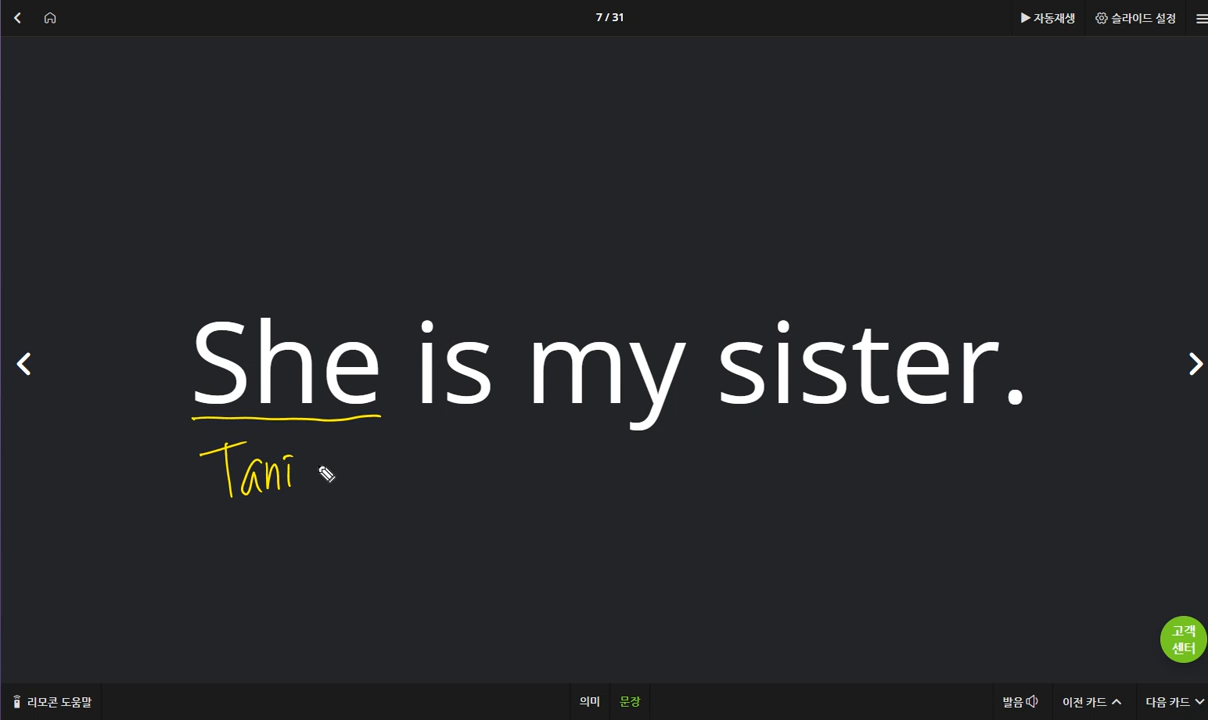 7 / 31
자동재생
슬라이드 설정
She is my sister.
Tani
고객
센터
리모콘 도움말
의미
문장
발음
이전 카드
다음 카드